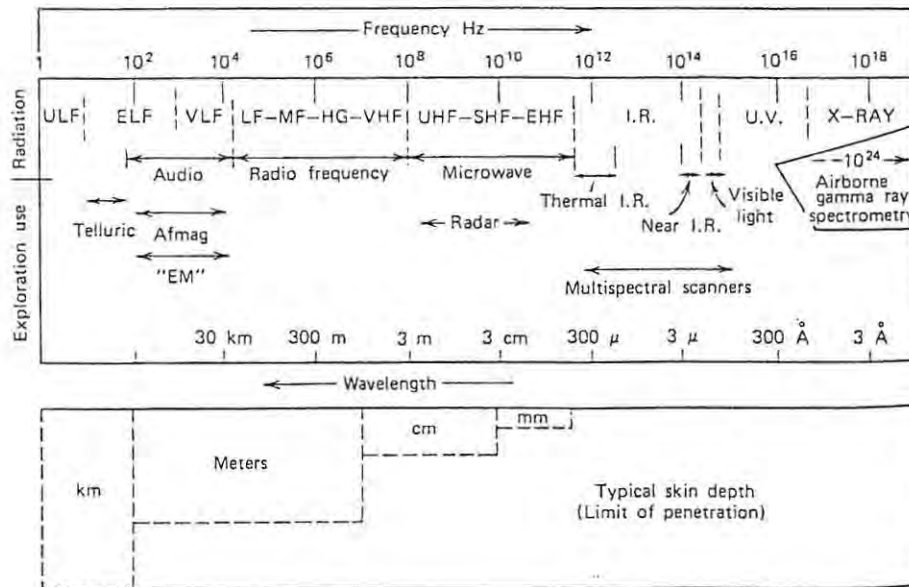 Frequency Hz
1 10² 10⁴ 10⁶ 10⁸ 10¹⁰ 10¹² 10¹⁴ 10¹⁶ 10¹⁸
Radiation
ULF ELF VLF LF–MF–HG–VHF UHF–SHF–EHF I.R. U.V. X–RAY
Audio Radio frequency Microwave
Thermal I.R. Near I.R. Visible light
10²⁴
Airborne
gamma ray
spectrometry
Exploration use
Telluric Afmag Radar
"EM"
Multispectral scanners
30 km 300 m 3 m 3 cm 300 μ 3 μ 300 Å 3 Å
Wavelength
km Meters cm mm
Typical skin depth
(Limit of penetration)